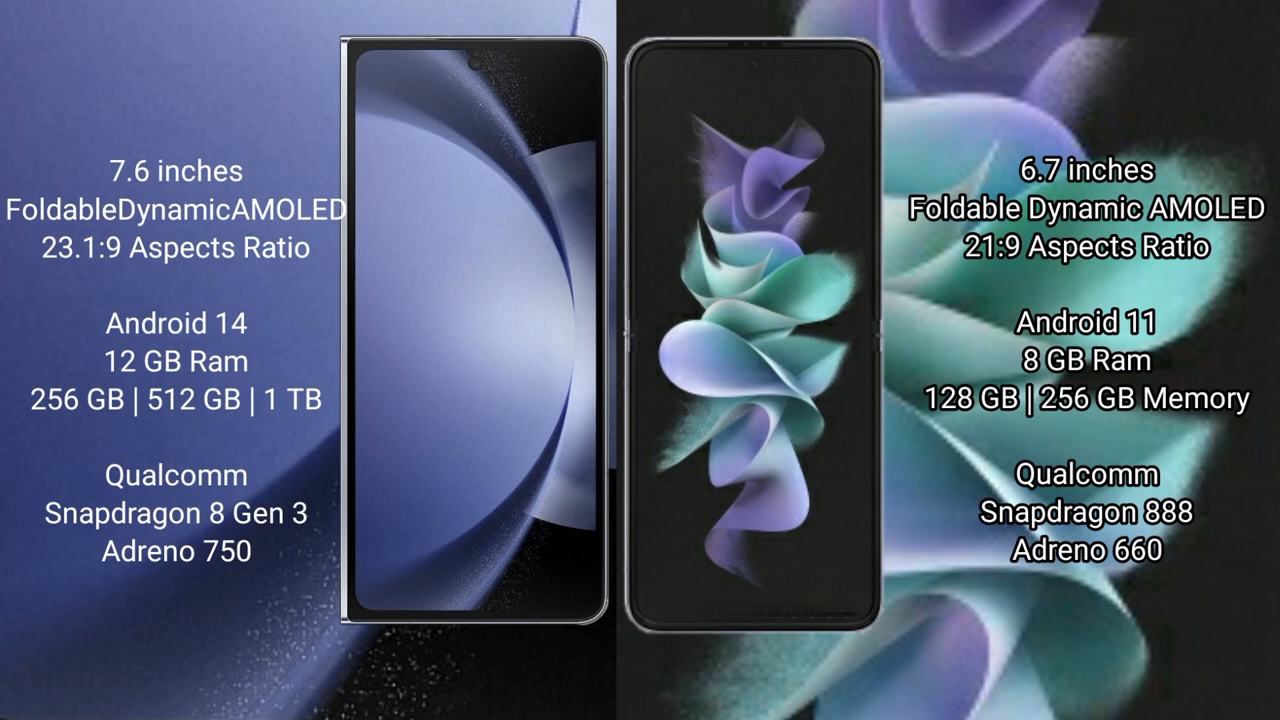 7.6 inches
FoldableDynamicAMOLED
23.1:9 Aspects Ratio
Android 14
12 GB Ram
256 GB | 512 GB | 1 TB
Qualcomm
Snapdragon 8 Gen 3
Adreno 750
6.7 inches
Foldable Dynamic AMOLED
21:9 Aspects Ratio
Android 11
8 GB Ram
128 GB | 256 GB Memory
Qualcomm
Snapdragon 888
Adreno 660